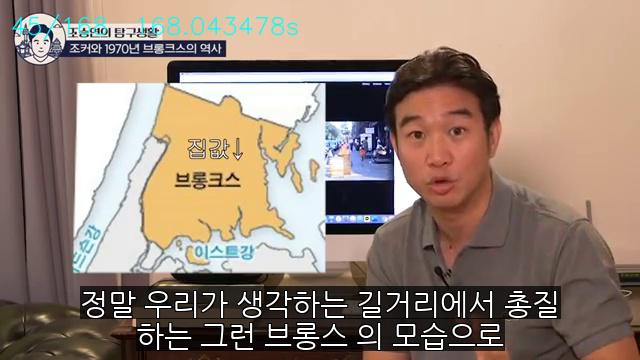 45/168 168.043478s
조승연의 탐구생활
조커와 1970년 브롱크스의 역사
집값↓
브롱크스
드슨강
이스트강
정말 우리가 생각하는 길거리에서 총질
하는 그런 브롱스 의 모습으로